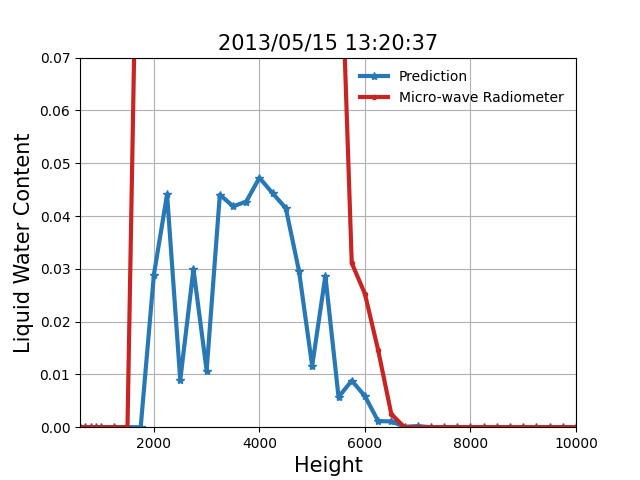 2013/05/15 13:20:37
0.07
0.06
0.05
0.04
0.03
0.02
0.01
0.00
Liquid Water Content
Prediction
Micro-wave Radiometer
2000 4000 6000 8000 10000
Height